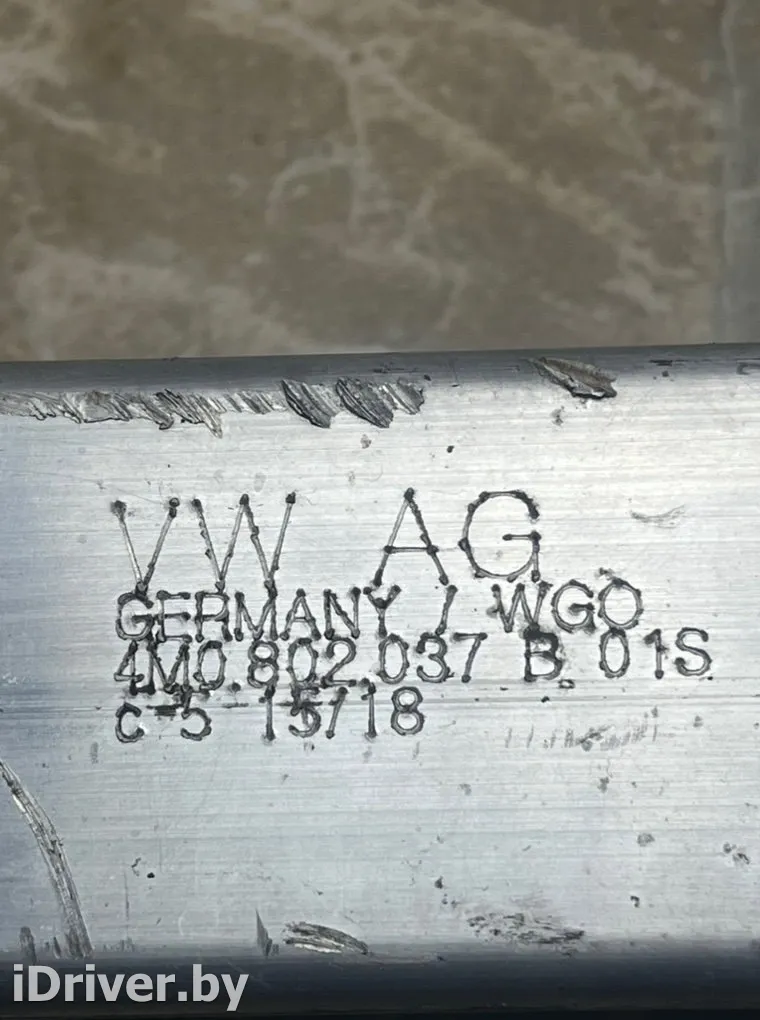 VW AG
GERMANY / WGO
4M0.802.037 B 01S
c-5 15/18
iDriver.by